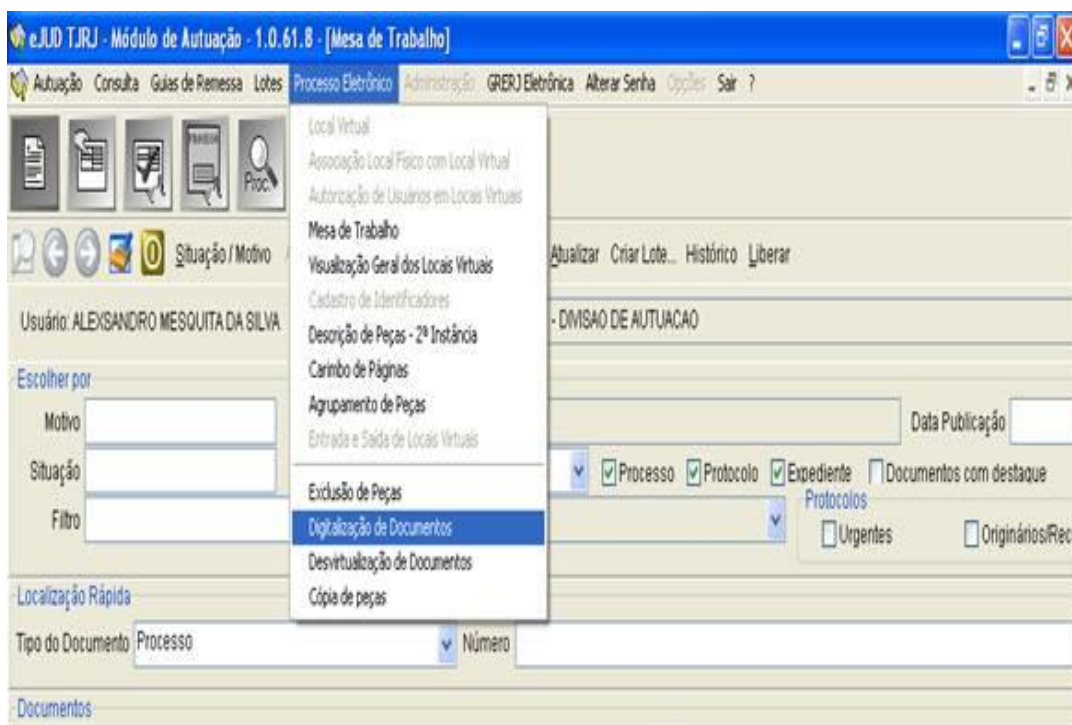 eJUD TJRJ - Módulo de Autuação - 1.0.61.8 - [Mesa de Trabalho]
Autuação Consulta Guias de Remessa Lotes Processo Eletrônico Administração GRERJ Eletrônica Alterar Senha Opções Sair ?
Local Virtual
Associação Local Físico com Local Virtual
Autorização de Usuários em Locais Virtuais
Mesa de Trabalho
Visualização Geral dos Locais Virtuais
Cadastro de Identificadores
Descrição de Peças - 2ª Instância
Carimbo de Páginas
Agrupamento de Peças
Entrada e Saída de Locais Virtuais
Exclusão de Peças
Digitalização de Documentos
Desvirtualização de Documentos
Cópia de peças
Proc.
Situação / Motivo Atualizar Criar Lote... Histórico Liberar
Usuário: ALEXSANDRO MESQUITA DA SILVA - DIVISAO DE AUTUACAO
Escolher por
Motivo Data Publicação
Situação Processo Protocolo Expediente Documentos com destaque
Filtro Protocolos
Urgentes Originários/Rec
Localização Rápida
Tipo do Documento Processo Número
Documentos